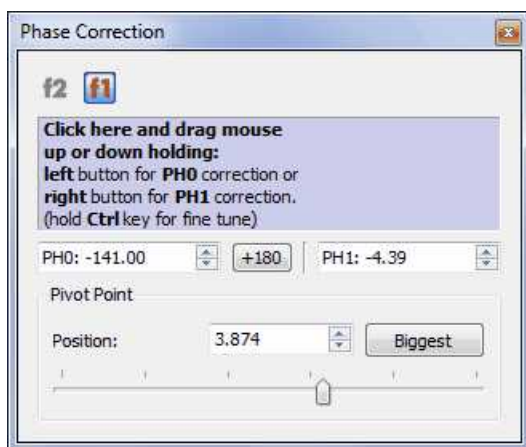 Phase Correction
f2 f1
Click here and drag mouse
up or down holding:
left button for PH0 correction or
right button for PH1 correction.
(hold Ctrl key for fine tune)
PH0: -141.00 +180 PH1: -4.39
Pivot Point
Position: 3.874 Biggest